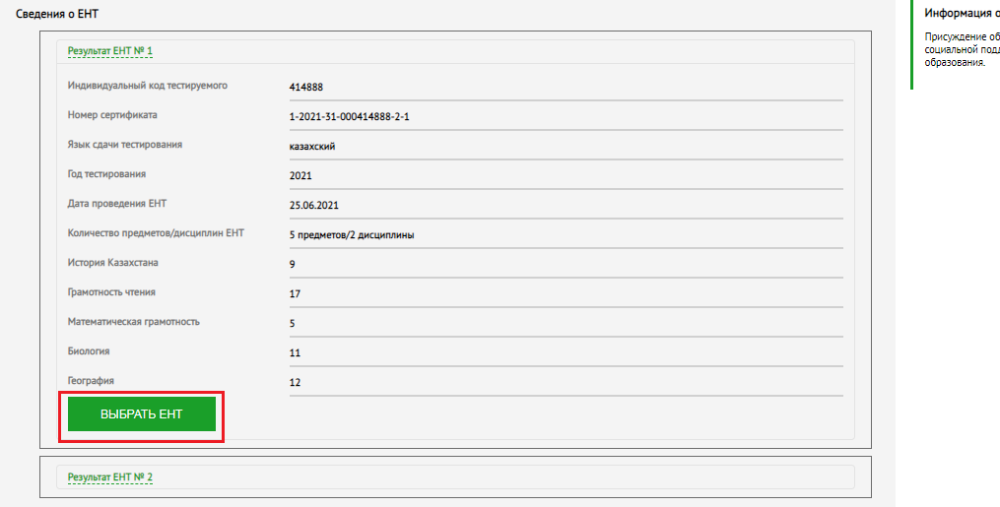 Сведения о ЕНТ
Результат ЕНТ № 1
Индивидуальный код тестируемого 414888
Номер сертификата 1-2021-31-000414888-2-1
Язык сдачи тестирования казахский
Год тестирования 2021
Дата проведения ЕНТ 25.06.2021
Количество предметов/дисциплин ЕНТ 5 предметов/2 дисциплины
История Казахстана 9
Грамотность чтения 17
Математическая грамотность 5
Биология 11
География 12
ВЫБРАТЬ ЕНТ
Результат ЕНТ № 2
Информация о
Присуждение об
социальной под
образования.